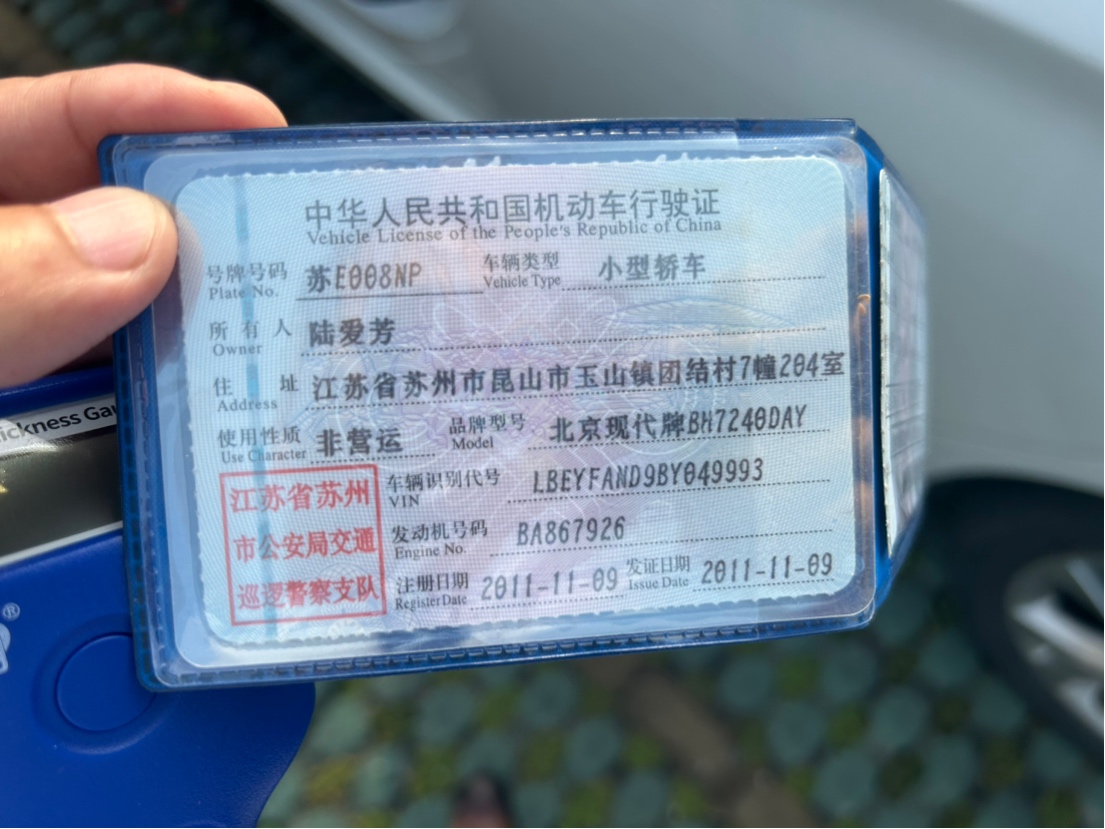 中华人民共和国机动车行驶证
Vehicle License of the People's Republic of China
号牌号码 苏E008NP 车辆类型 小型轿车
Plate No. Vehicle Type
所有人 陆爱芳
Owner
住址 江苏省苏州市昆山市玉山镇团结村7幢204室
Address
使用性质 非营运 品牌型号 北京现代牌BH7240DAY
Use Character Model
江苏省苏州
市公安局交通
巡逻警察支队
车辆识别代号 LBEYFAND9BY049993
VIN
发动机号码 BA867926
Engine No.
注册日期 2011-11-09 发证日期 2011-11-09
Register Date Issue Date